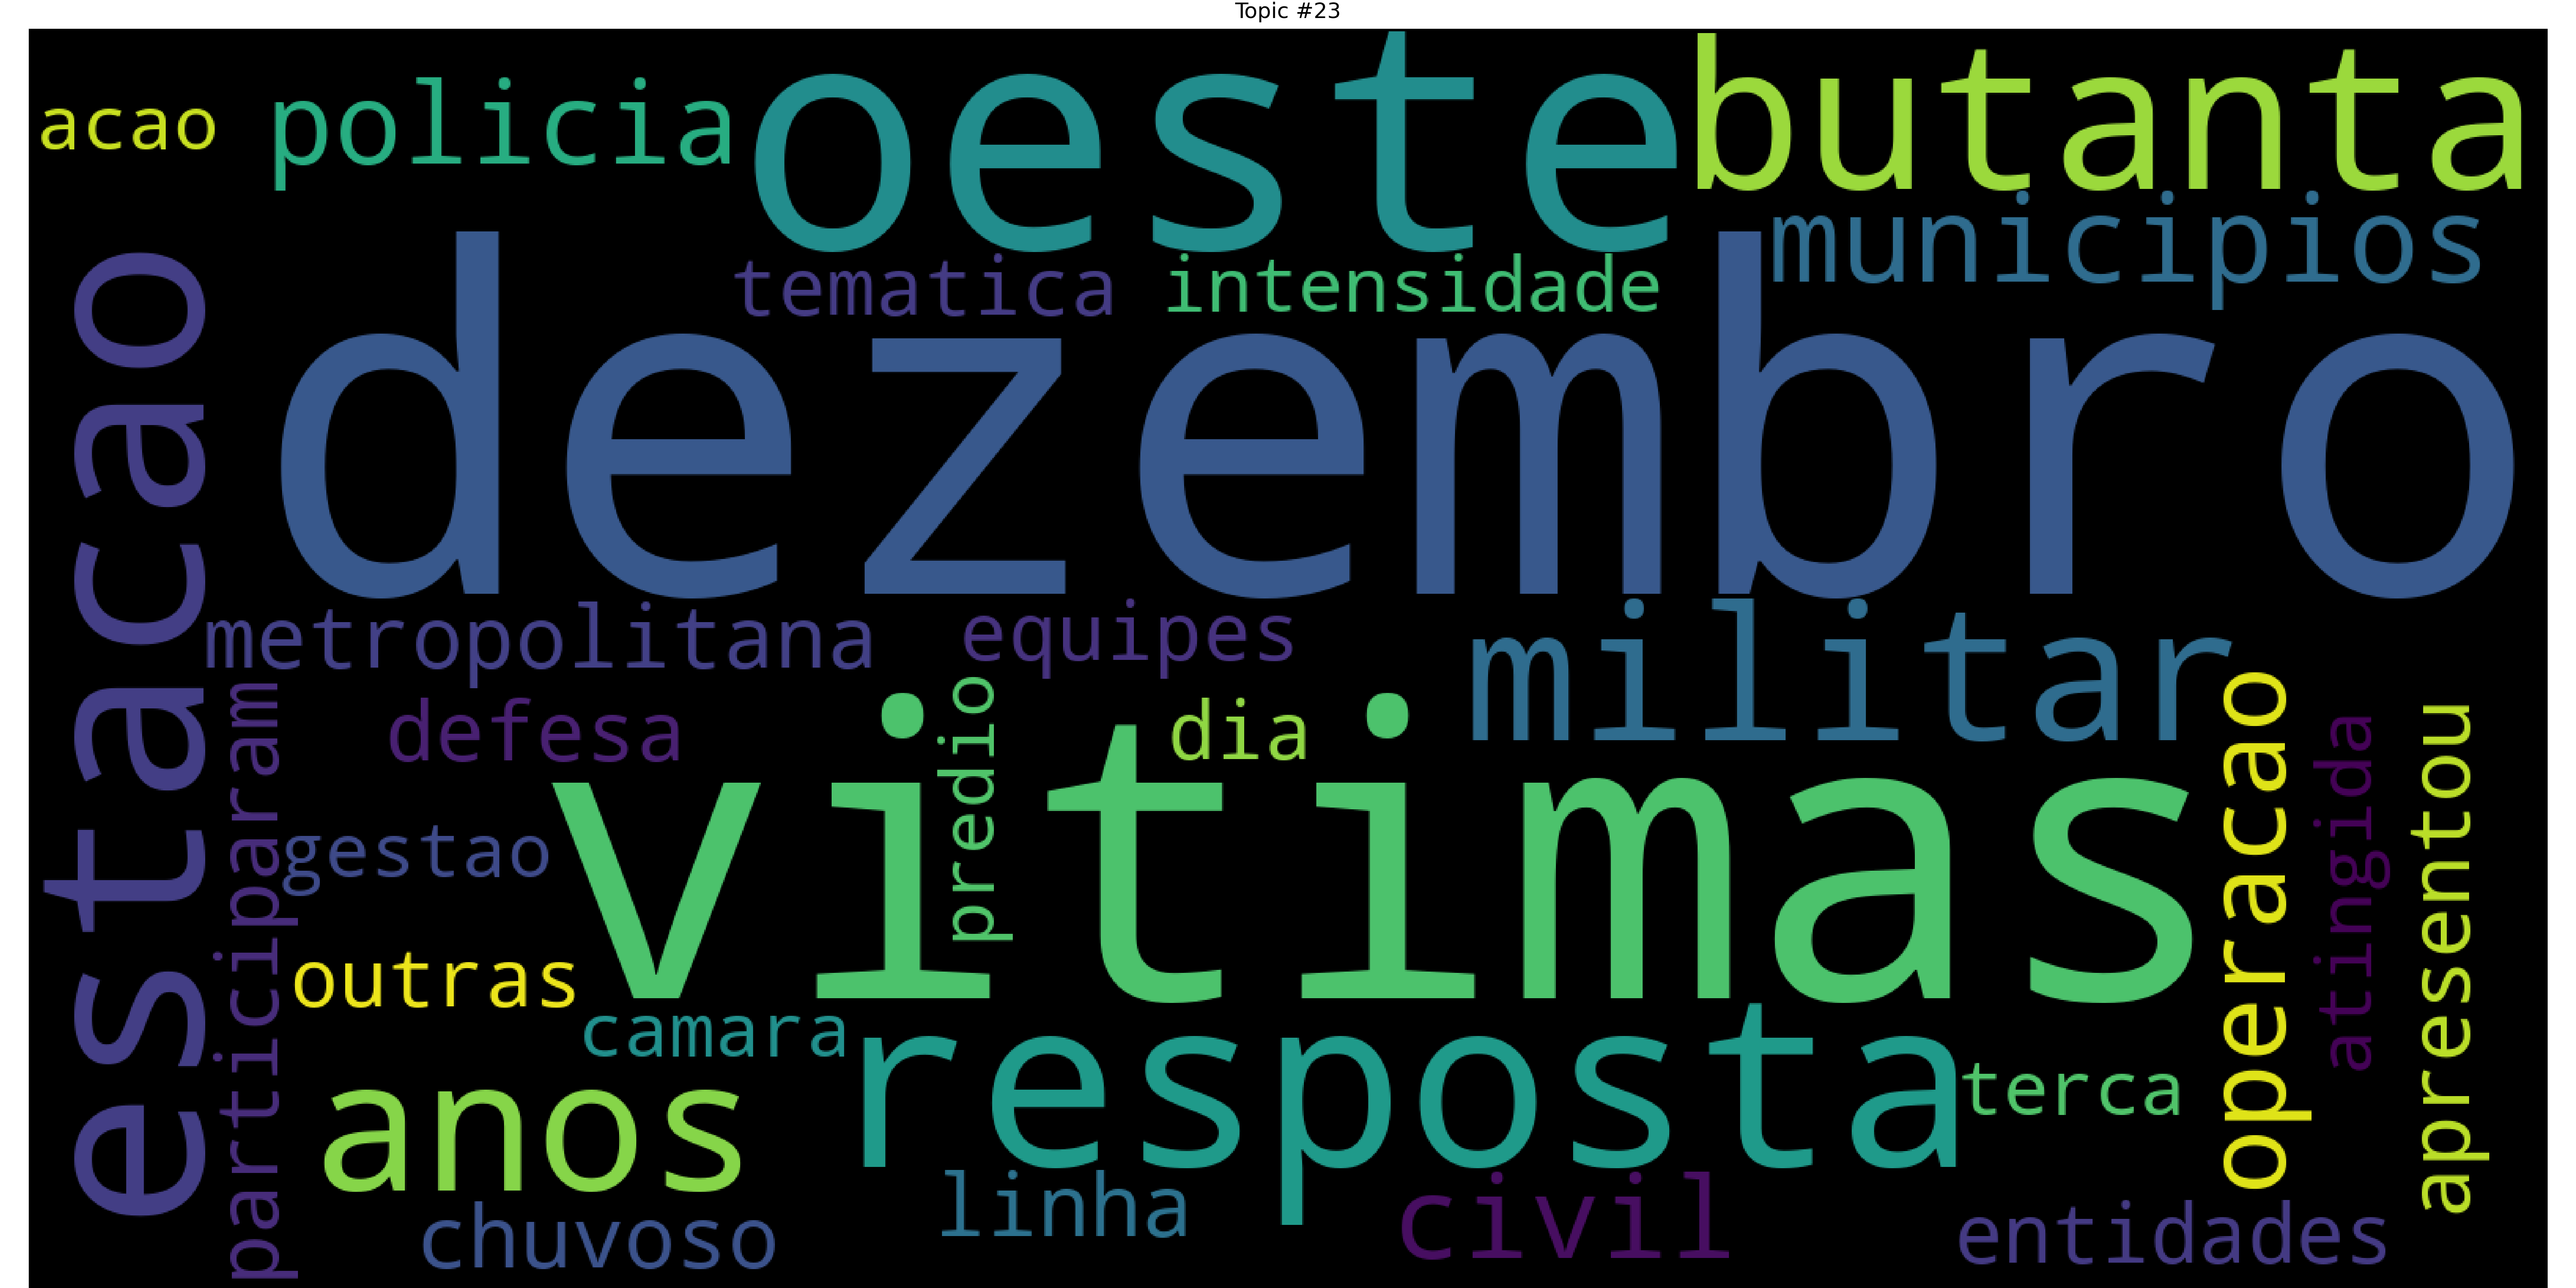 Topic #23
acao
policia
oeste
butanta
municipios
tematica
intensidade
estacao
dezembro
metropolitana
equipes
militar
participaram
defesa
predio
dia
vitimas
operacao
atingida
apresentou
gestao
outras
camara
resposta
terca
anos
linha
civil
chuvoso
entidades